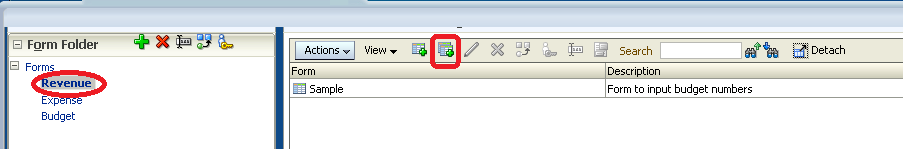 Form Folder
Forms
Revenue
Expense
Budget
Actions View Search Detach
Form Description
Sample Form to input budget numbers